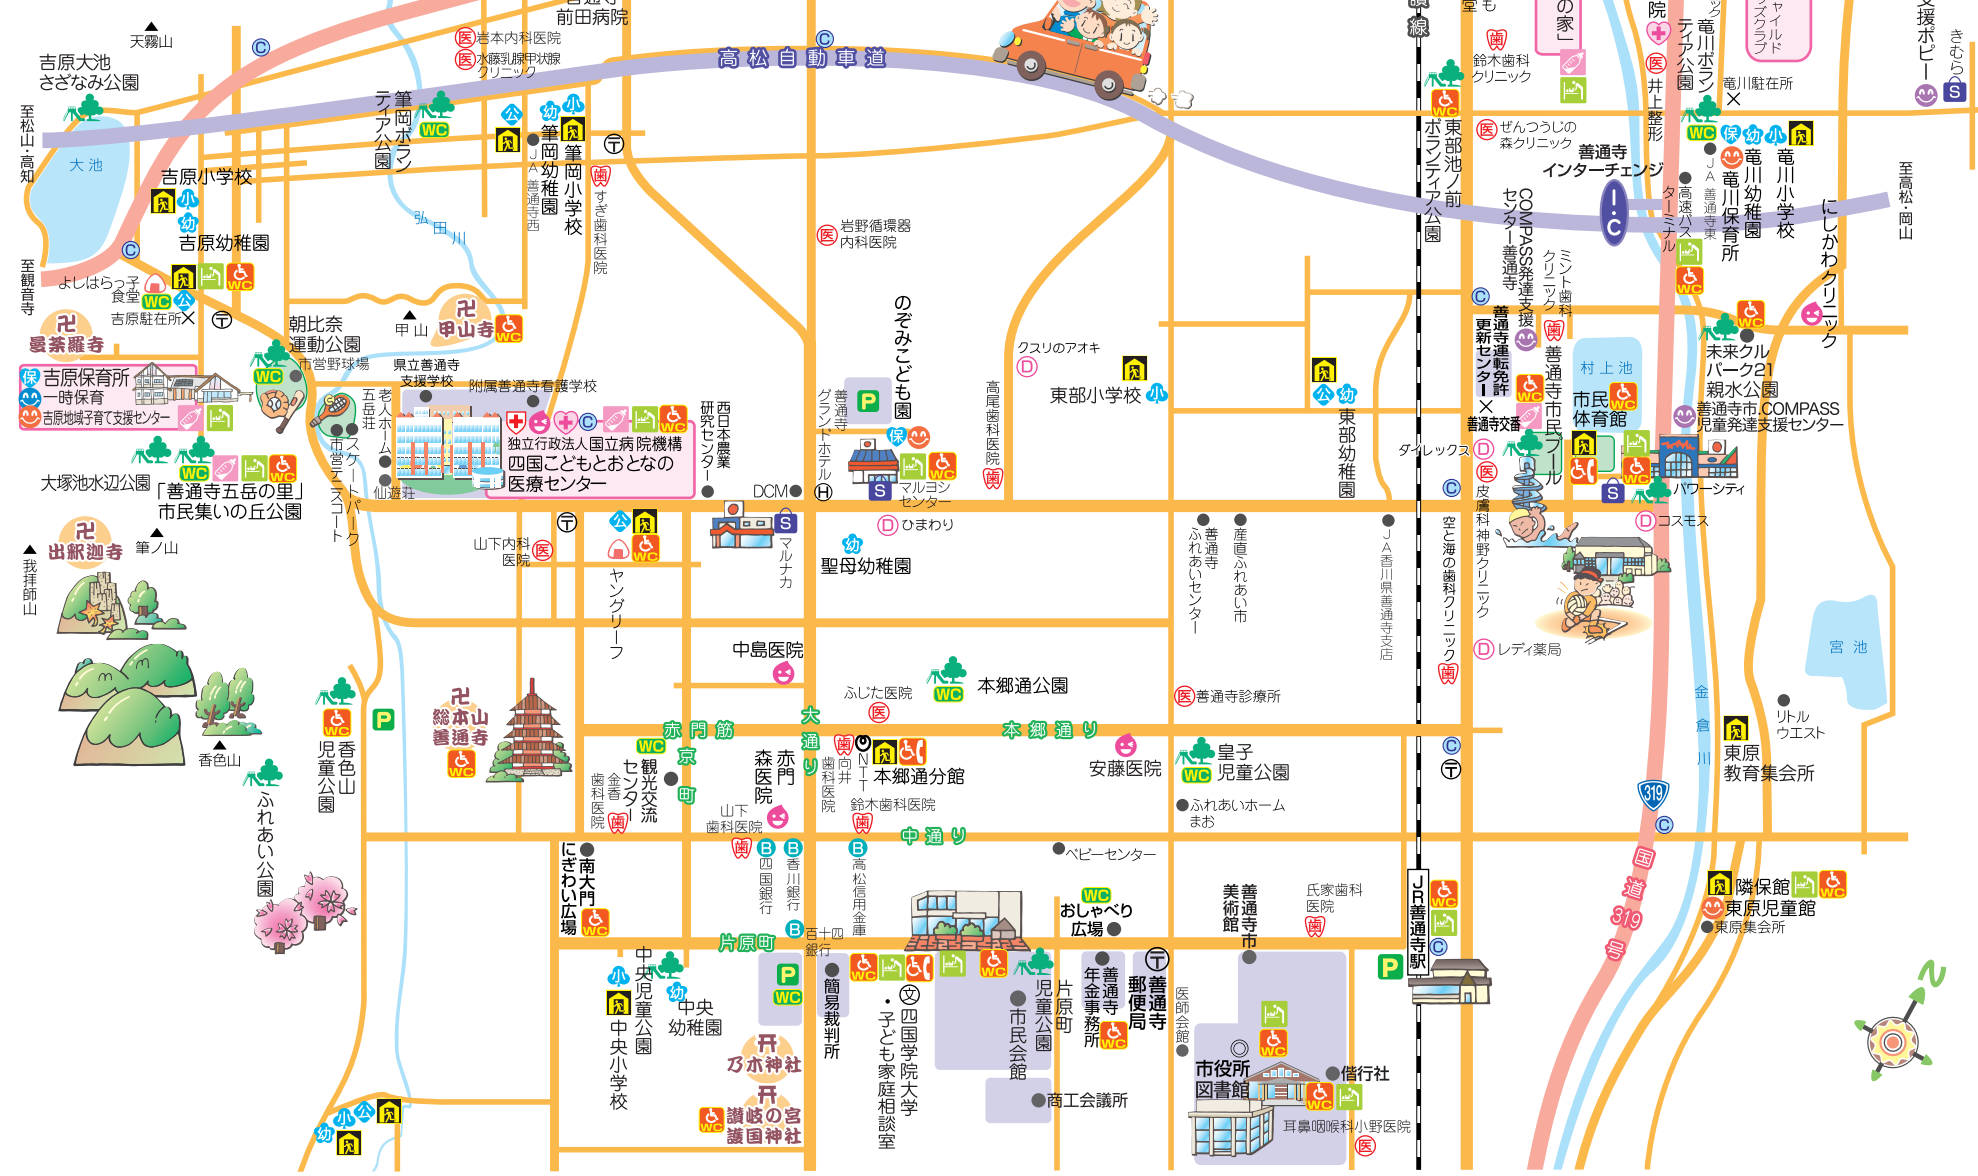 前田病院
天霧山
岩本内科医院
水藤乳腺甲状腺
クリニック
高松自動車道
讃線
堂も
の家」
院
竜川ボラン
ティア公園
支援ポピー
きむら
吉原大池
さざなみ公園
至松山・高知
大池
筆岡ボラン
ティア公園
筆岡幼稚園
筆岡小学校
JA善通寺西
すぎ歯科医院
鈴木歯科
クリニック
東部池ノ前
ボランティア公園
ぜんつうじの
森クリニック
井上整形
竜川駐在所
善通寺
インターチェンジ
I・C
JA善通寺東
竜川保育所
竜川幼稚園
竜川小学校
高速バス
ターミナル
至高松・岡山
にしかわクリニック
吉原小学校
吉原幼稚園
弘田川
岩野循環器
内科医院
COMPASS発達支援
センター善通寺
ミント歯科
クリニック
至観音寺
よしはらっ子
食堂
吉原駐在所
曼荼羅寺
吉原保育所
一時保育
吉原地域子育て支援センター
朝比奈
運動公園
市営野球場
甲山
甲山寺
県立善通寺
支援学校
附属善通寺看護学校
老人ホーム
五岳荘
仙遊荘
スケートパーク
市営テニスコート
独立行政法人国立病院機構
四国こどもとおとなの
医療センター
西日本農業
研究センター
DCM
善通寺
グランドホテル
のぞみこども園
マルヨシ
センター
ひまわり
高尾歯科医院
クスリのアオキ
東部小学校
東部幼稚園
善通寺運転免許
更新センター
善通寺交番
ダイレックス
善通寺市民プール
村上池
市民
体育館
未来クル
パーク21
親水公園
善通寺市.COMPASS
児童発達支援センター
パワーシティ
コスモス
皮膚科神野クリニック
空と海の歯科クリニック
レディ薬局
大塚池水辺公園
「善通寺五岳の里」
市民集いの丘公園
出釈迦寺
筆ノ山
我拝師山
山下内科
医院
ヤングリーフ
マルナカ
聖母幼稚園
善通寺
ふれあいセンター
産直ふれあい市
JA香川県善通寺支店
宮池
中島医院
ふじた医院
本郷通公園
善通寺診療所
総本山
善通寺
香色山
香色山
児童公園
ふれあい公園
赤門筋
京町
大通り
本郷通り
観光交流
センター
金香
歯科医院
赤門
森医院
向井
歯科医院
NTT
本郷通分館
鈴木歯科医院
安藤医院
皇子
児童公園
ふれあいホーム
まお
金倉川
リトル
ウエスト
東原
教育集会所
319
国道319号
山下
歯科医院
中通り
四国銀行
香川銀行
高松信用金庫
百十四
銀行
ベビーセンター
おしゃべり
広場
善通寺市
美術館
氏家歯科
医院
JR善通寺駅
隣保館
東原児童館
東原集会所
南大門
にぎわい広場
片原町
中央児童公園
中央小学校
中央
幼稚園
乃木神社
讃岐の宮
護国神社
簡易裁判所
四国学院大学
・子ども家庭相談室
市民会館
片原町
児童公園
善通寺
年金事務所
善通寺
郵便局
医師会館
商工会議所
市役所
図書館
偕行社
耳鼻咽喉科小野医院